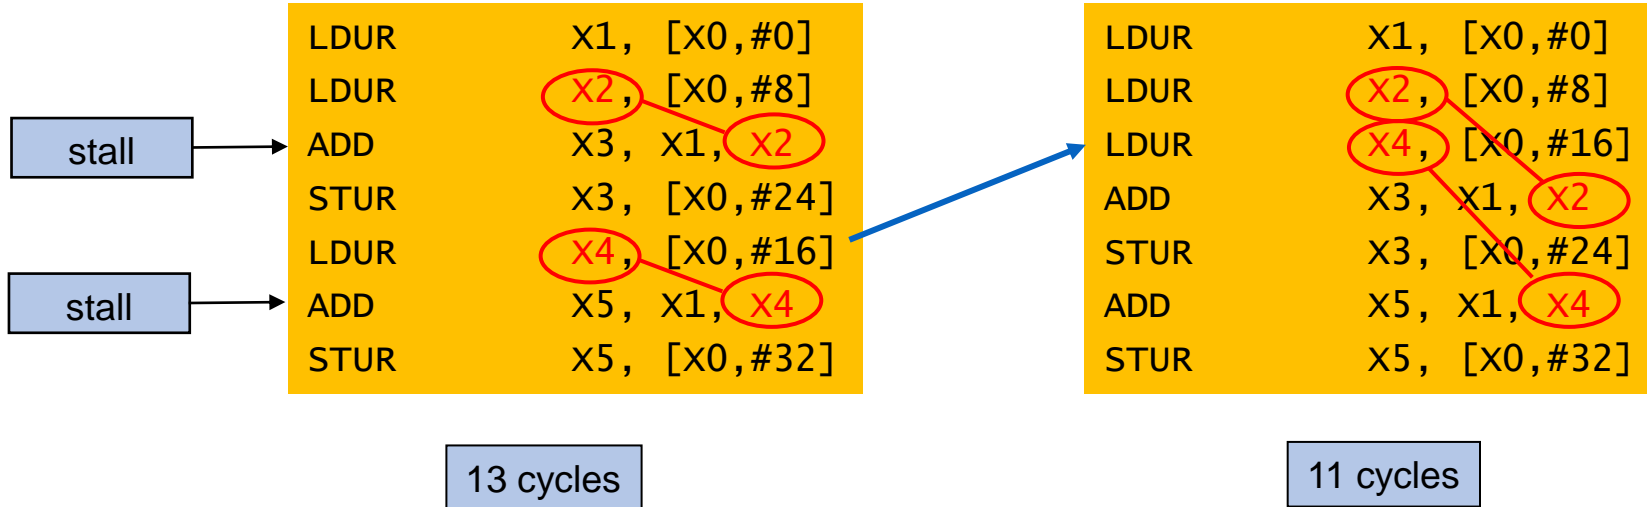 LDUR X1, [X0,#0]
LDUR X2, [X0,#8]
stall
ADD X3, X1, X2
STUR X3, [X0,#24]
LDUR X4, [X0,#16]
stall
ADD X5, X1, X4
STUR X5, [X0,#32]
13 cycles
LDUR X1, [X0,#0]
LDUR X2, [X0,#8]
LDUR X4, [X0,#16]
ADD X3, X1, X2
STUR X3, [X0,#24]
ADD X5, X1, X4
STUR X5, [X0,#32]
11 cycles